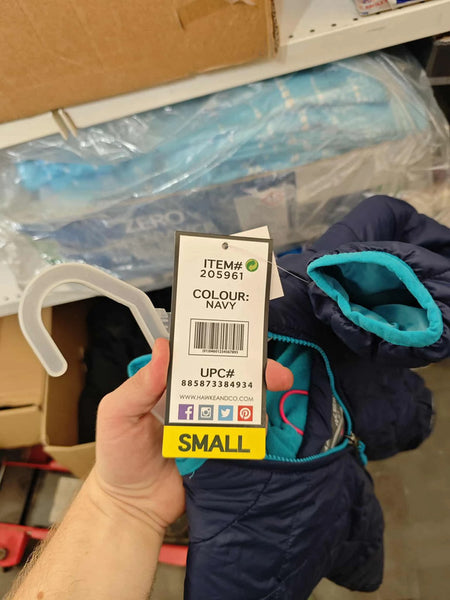 ITEM#
205961
COLOUR:
NAVY
UPC#
885873384934
WWW.HAWKEANDCO.COM
SMALL
ZERO